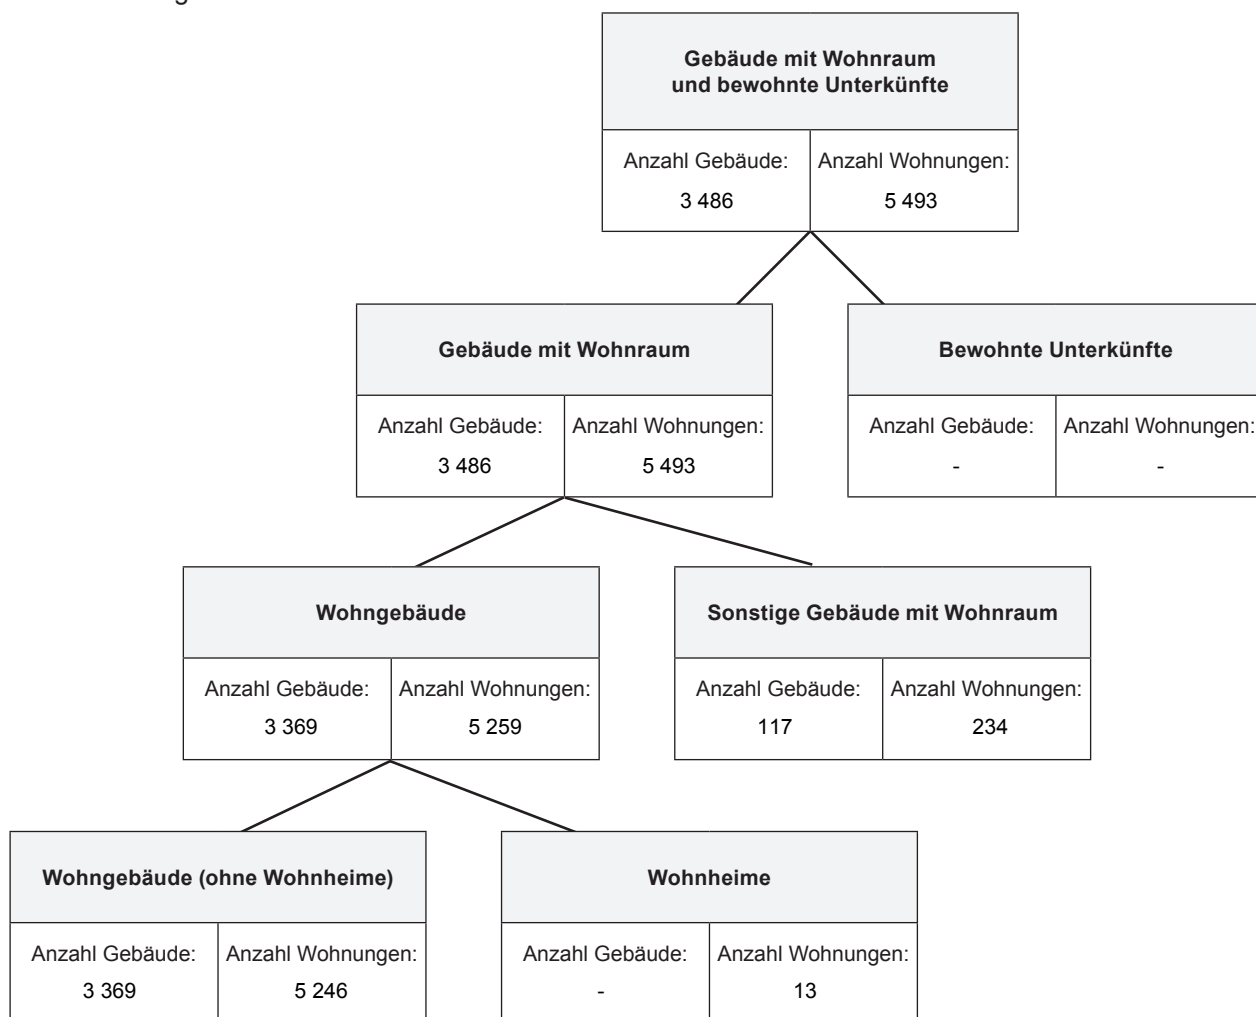 Gebäude mit Wohnraum
und bewohnte Unterkünfte
Anzahl Gebäude:
Anzahl Wohnungen:
3 486
5 493
Gebäude mit Wohnraum
Bewohnte Unterkünfte
Anzahl Gebäude:
Anzahl Wohnungen:
Anzahl Gebäude:
Anzahl Wohnungen:
3 486
5 493
-
-
Wohngebäude
Sonstige Gebäude mit Wohnraum
Anzahl Gebäude:
Anzahl Wohnungen:
Anzahl Gebäude:
Anzahl Wohnungen:
3 369
5 259
117
234
Wohngebäude (ohne Wohnheime)
Wohnheime
Anzahl Gebäude:
Anzahl Wohnungen:
Anzahl Gebäude:
Anzahl Wohnungen:
3 369
5 246
-
13